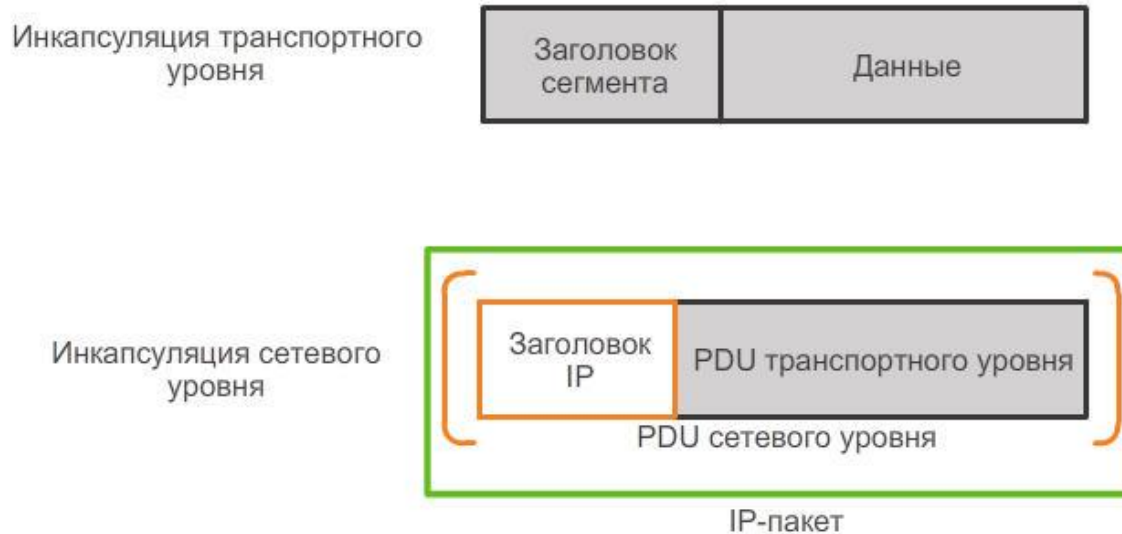 Инкапсуляция транспортного
уровня
Заголовок
сегмента
Данные
Инкапсуляция сетевого
уровня
Заголовок
IP
PDU транспортного уровня
PDU сетевого уровня
IP-пакет